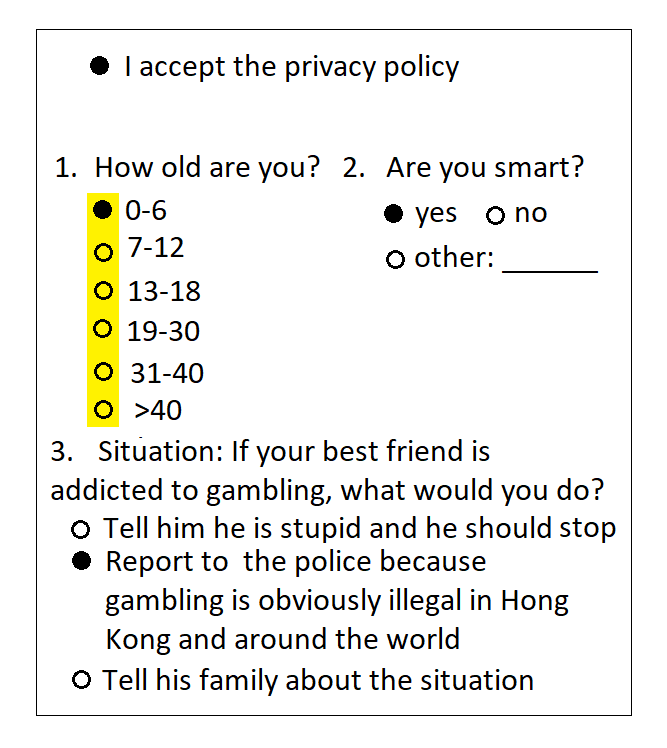 I accept the privacy policy
1. How old are you?
0-6
7-12
13-18
19-30
31-40
>40
2. Are you smart?
yes no
other: ______
3. Situation: If your best friend is
addicted to gambling, what would you do?
Tell him he is stupid and he should stop
Report to the police because
gambling is obviously illegal in Hong
Kong and around the world
Tell his family about the situation